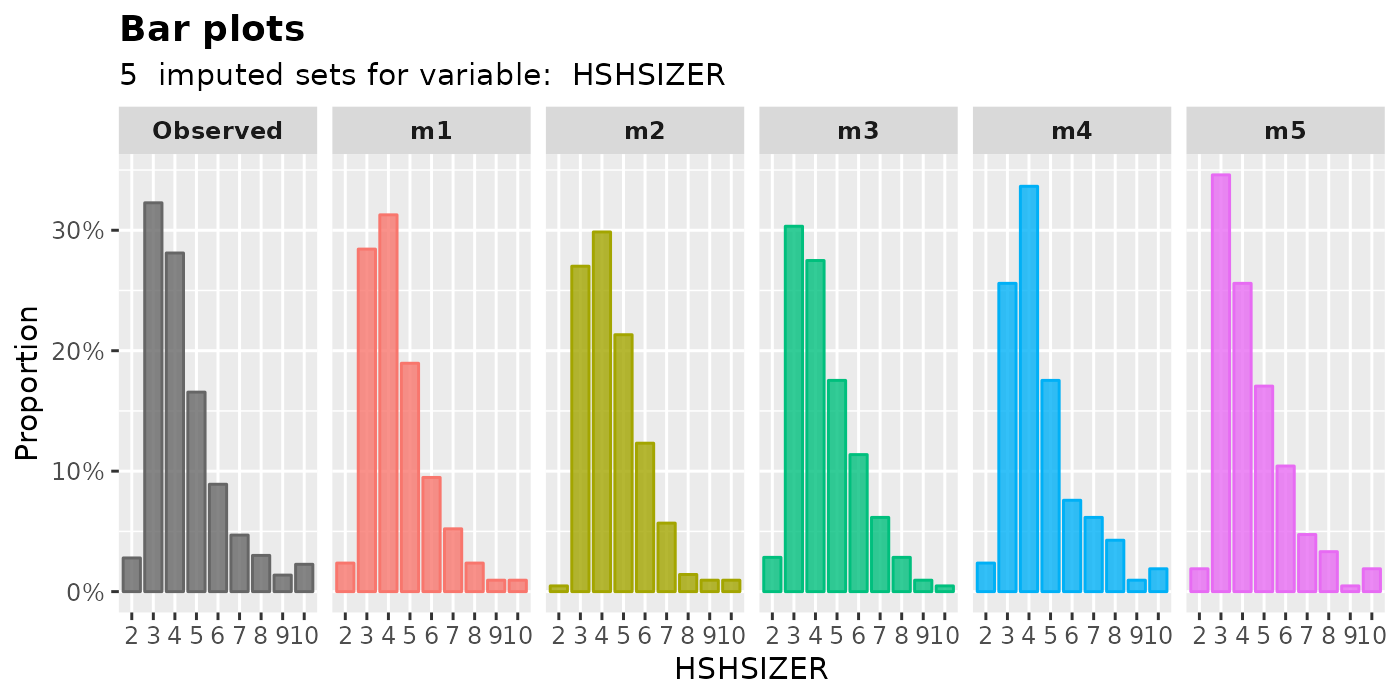 Bar plots
5  imputed sets for variable:  HSHSIZER
Observed m1 m2 m3 m4 m5
Proportion
30%
20%
10%
0%
2 3 4 5 6 7 8 9 10 2 3 4 5 6 7 8 9 10 2 3 4 5 6 7 8 9 10 2 3 4 5 6 7 8 9 10 2 3 4 5 6 7 8 9 10 2 3 4 5 6 7 8 9 10
HSHSIZER